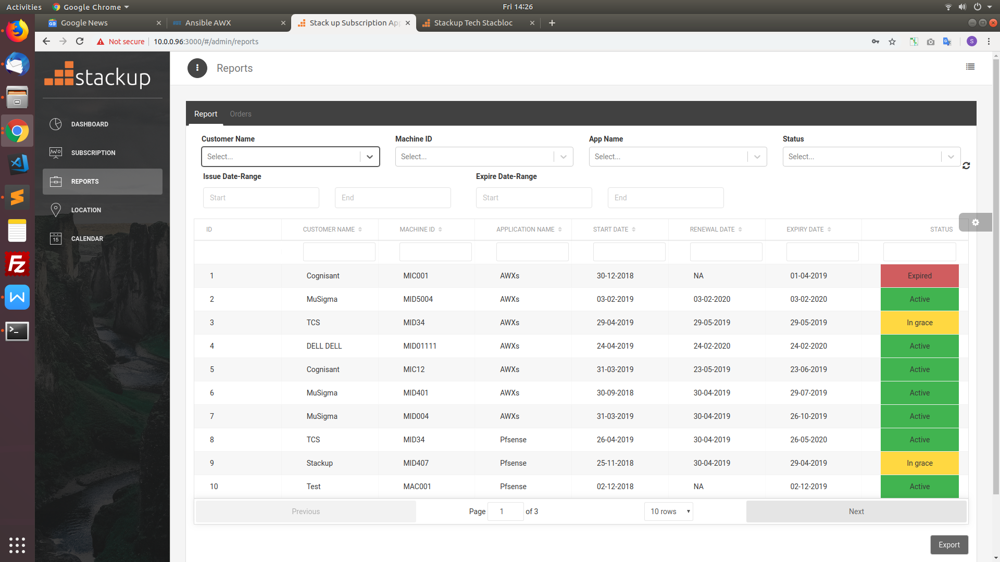 Activities Google Chrome Fri 14:26
Google News Ansible AWX Stack up Subscription Ap Stackup Tech Stacbloc
Not secure 10.0.0.96:3000/#/admin/reports S
stackup
DASHBOARD
SUBSCRIPTION
REPORTS
LOCATION
15 CALENDAR
Reports
Report Orders
Customer Name Machine ID App Name Status
Select... Select... Select... Select...
Issue Date-Range Expire Date-Range
Start End Start End
ID CUSTOMER NAME MACHINE ID APPLICATION NAME START DATE RENEWAL DATE EXPIRY DATE STATUS
1 Cognisant MIC001 AWXs 30-12-2018 NA 01-04-2019 Expired
2 MuSigma MID5004 AWXs 03-02-2019 03-02-2020 03-02-2020 Active
3 TCS MID34 AWXs 29-04-2019 29-05-2019 29-05-2019 In grace
4 DELL DELL MID01111 AWXs 24-04-2019 24-02-2020 24-02-2020 Active
5 Cognisant MIC12 AWXs 31-03-2019 23-05-2019 23-06-2019 Active
6 MuSigma MID401 AWXs 30-09-2018 30-04-2019 29-07-2019 Active
7 MuSigma MID004 AWXs 31-03-2019 30-04-2019 26-10-2019 Active
8 TCS MID34 Pfsense 26-04-2019 30-04-2019 26-05-2020 Active
9 Stackup MID407 Pfsense 25-11-2018 30-04-2019 29-04-2019 In grace
10 Test MAC001 Pfsense 02-12-2018 NA 02-12-2019 Active
Previous Page 1 of 3 10 rows Next
Export